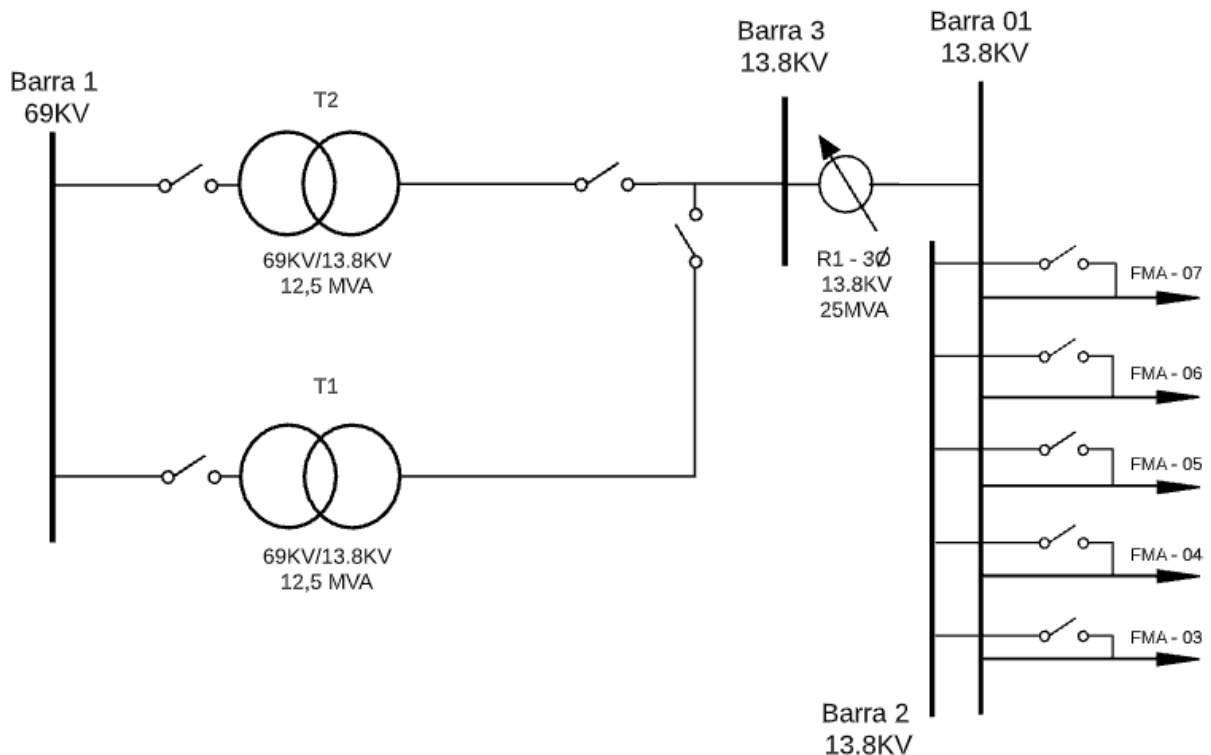 Barra 1
69KV
T2
69KV/13.8KV
12,5 MVA
T1
69KV/13.8KV
12,5 MVA
Barra 3
13.8KV
R1 - 3Ø
13.8KV
25MVA
Barra 01
13.8KV
FMA - 07
FMA - 06
FMA - 05
FMA - 04
FMA - 03
Barra 2
13.8KV